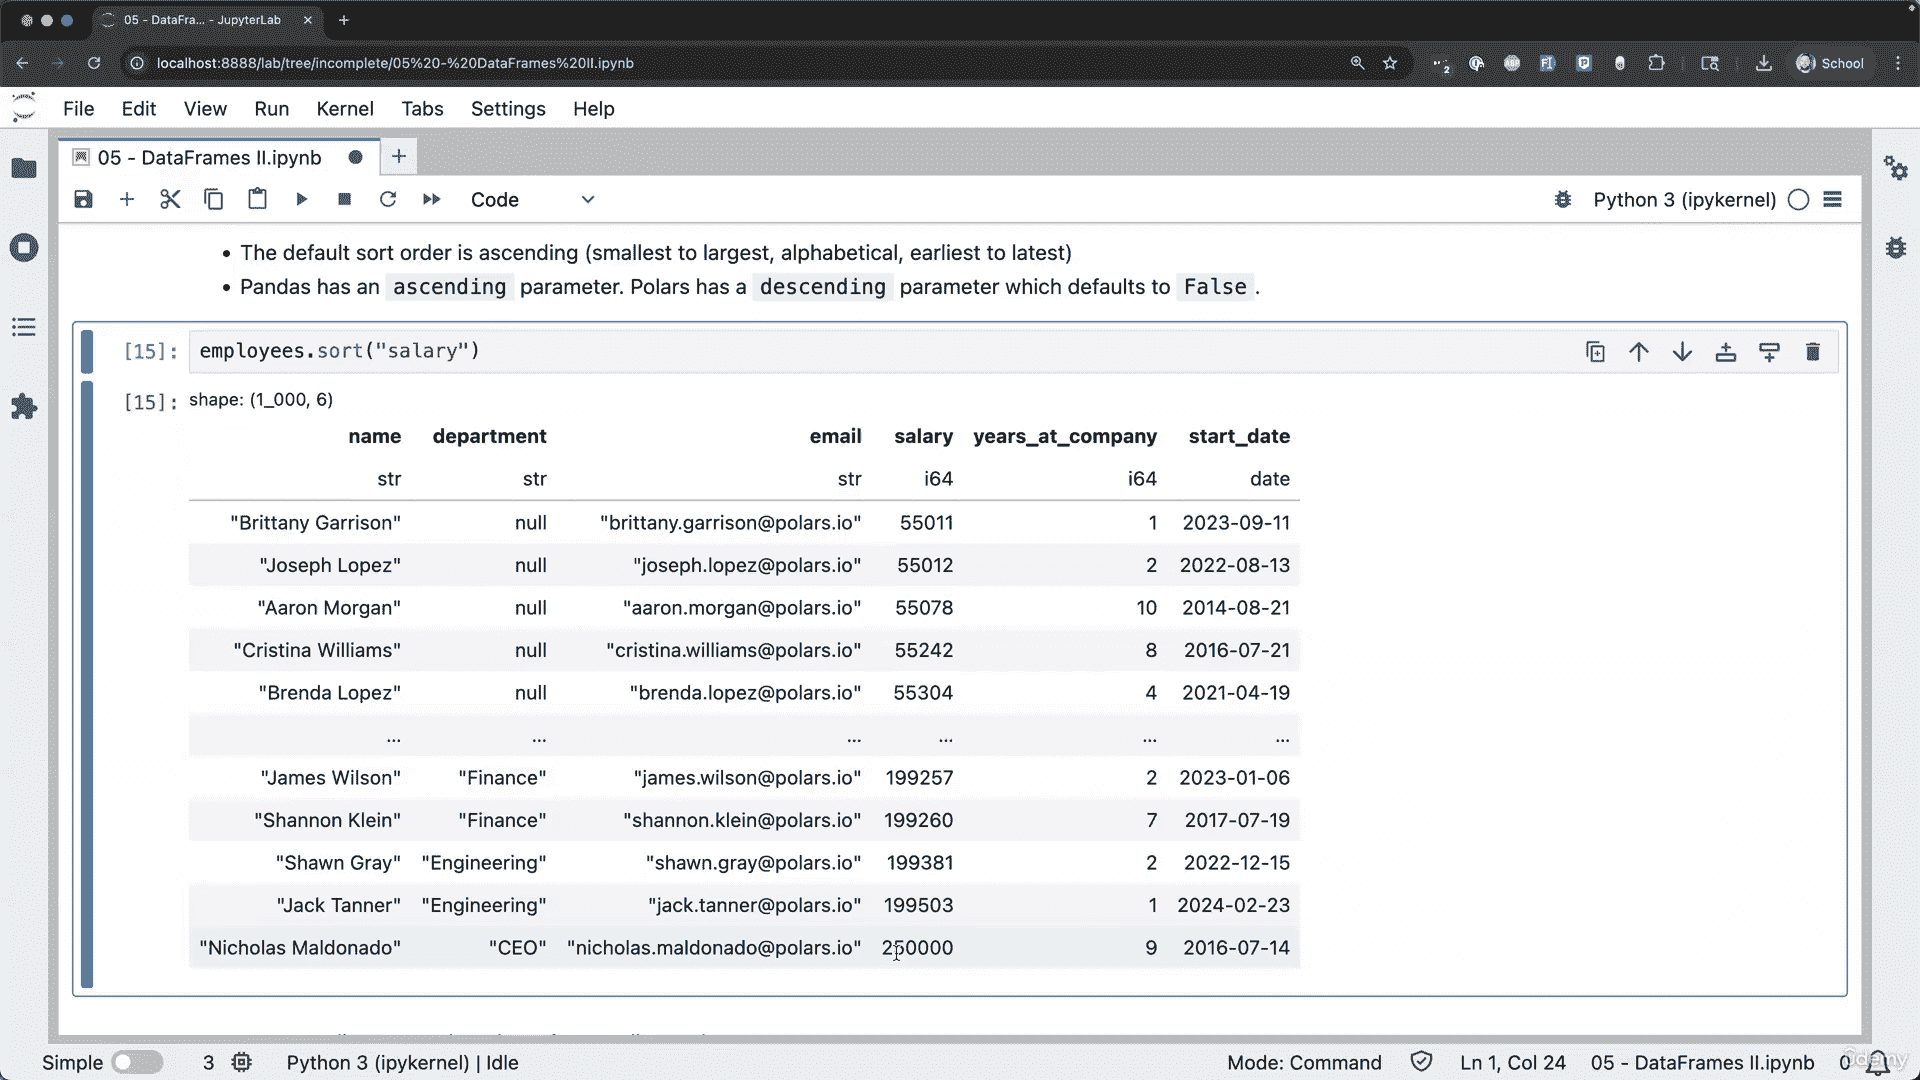 05 - DataFra... - JupyterLab
localhost:8888/lab/tree/incomplete/05%20-%20DataFrames%20II.ipynb
2
School
File Edit View Run Kernel Tabs Settings Help
05 - DataFrames II.ipynb
Code
Python 3 (ipykernel)
• The default sort order is ascending (smallest to largest, alphabetical, earliest to latest)
• Pandas has an ascending parameter. Polars has a descending parameter which defaults to False.
[15]: employees.sort("salary")
[15]: shape: (1_000, 6)
name department email salary years_at_company start_date
str str str i64 i64 date
"Brittany Garrison" null "brittany.garrison@polars.io" 55011 1 2023-09-11
"Joseph Lopez" null "joseph.lopez@polars.io" 55012 2 2022-08-13
"Aaron Morgan" null "aaron.morgan@polars.io" 55078 10 2014-08-21
"Cristina Williams" null "cristina.williams@polars.io" 55242 8 2016-07-21
"Brenda Lopez" null "brenda.lopez@polars.io" 55304 4 2021-04-19
… … … … … …
"James Wilson" "Finance" "james.wilson@polars.io" 199257 2 2023-01-06
"Shannon Klein" "Finance" "shannon.klein@polars.io" 199260 7 2017-07-19
"Shawn Gray" "Engineering" "shawn.gray@polars.io" 199381 2 2022-12-15
"Jack Tanner" "Engineering" "jack.tanner@polars.io" 199503 1 2024-02-23
"Nicholas Maldonado" "CEO" "nicholas.maldonado@polars.io" 250000 9 2016-07-14
Simple 3 Python 3 (ipykernel) | Idle Mode: Command Ln 1, Col 24 05 - DataFrames II.ipynb 0
Udemy